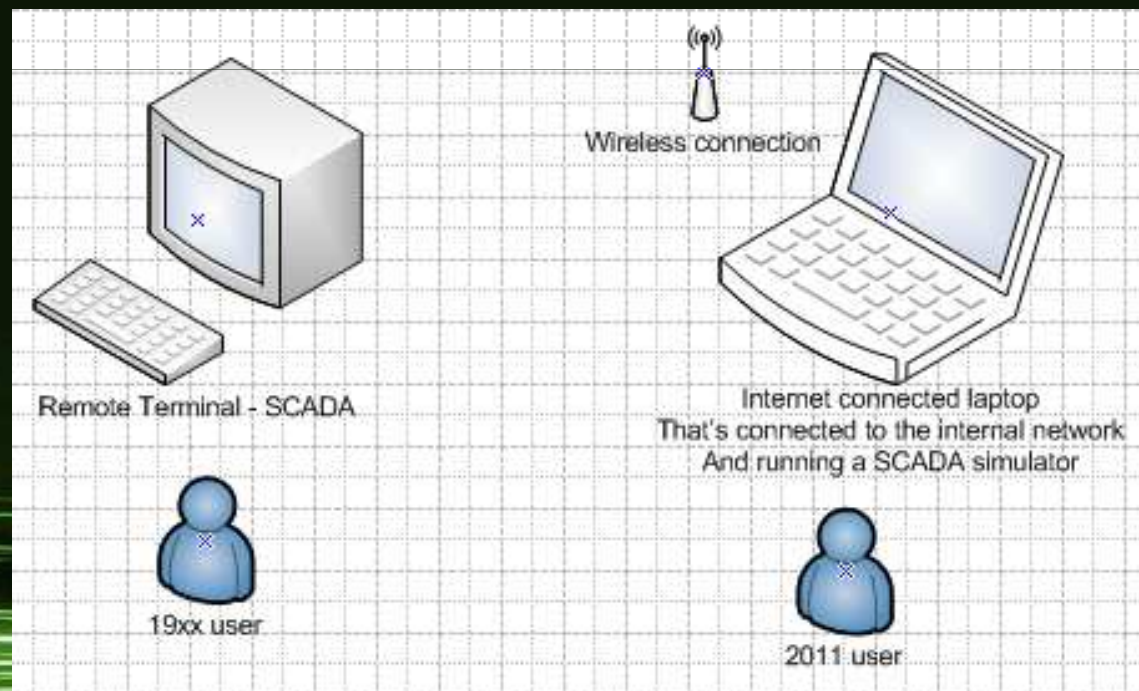 Wireless connection
Remote Terminal - SCADA
Internet connected laptop
That's connected to the internal network
And running a SCADA simulator
19xx user
2011 user